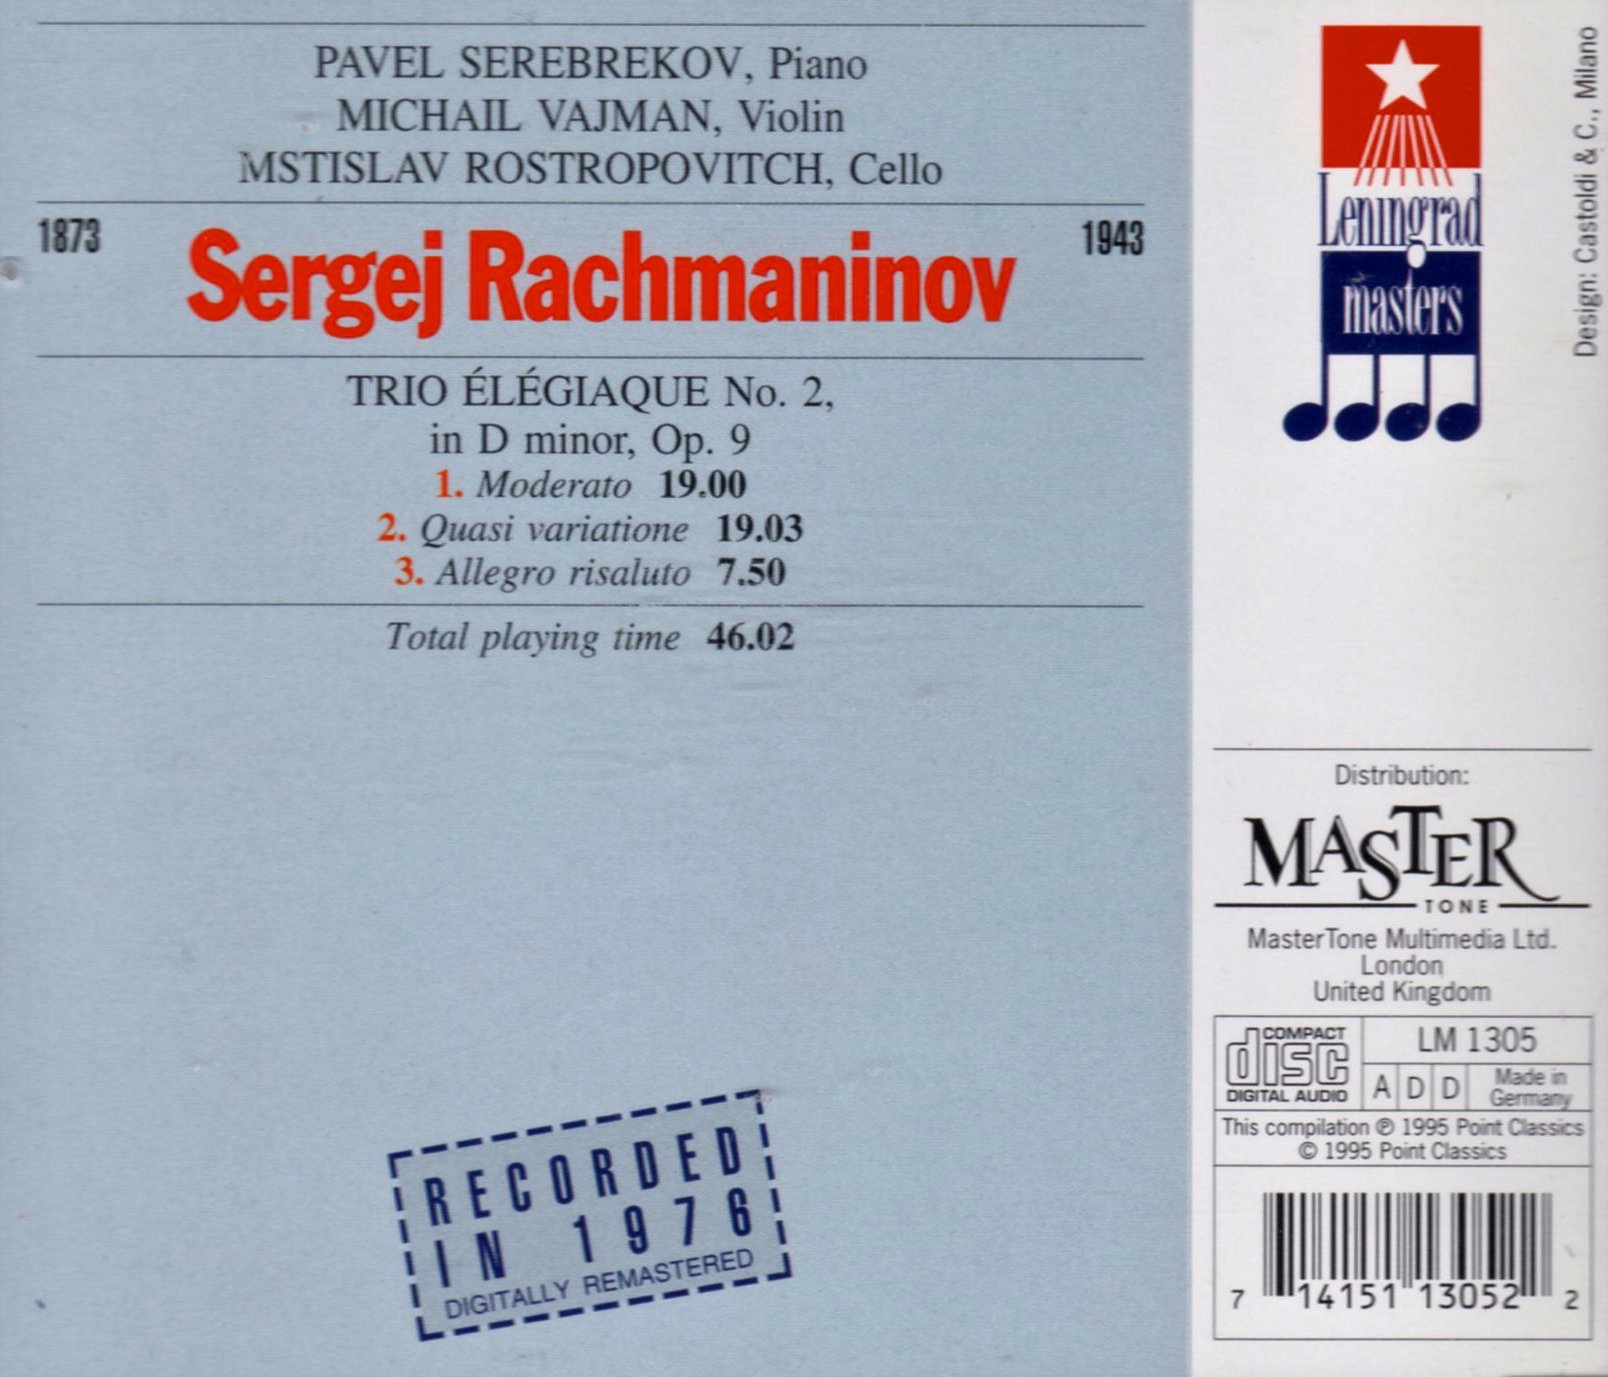 PAVEL SEREBREKOV, Piano
MICHAIL VAJMAN, Violin
MSTISLAV ROSTROPOVITCH, Cello
1873
Sergej Rachmaninov
1943
TRIO ÉLÉGIAQUE No. 2,
in D minor, Op. 9
1. Moderato 19.00
2. Quasi variatione 19.03
3. Allegro risaluto 7.50
Total playing time 46.02
RECORDED
IN 1976
DIGITALLY REMASTERED
Leningrad
masters
Design: Castoldi & C., Milano
Distribution:
MASTER
TONE
MasterTone Multimedia Ltd.
London
United Kingdom
COMPACT
disc
DIGITAL AUDIO
LM 1305
A D D
Made in
Germany
This compilation ℗ 1995 Point Classics
© 1995 Point Classics
7 14151 13052 2